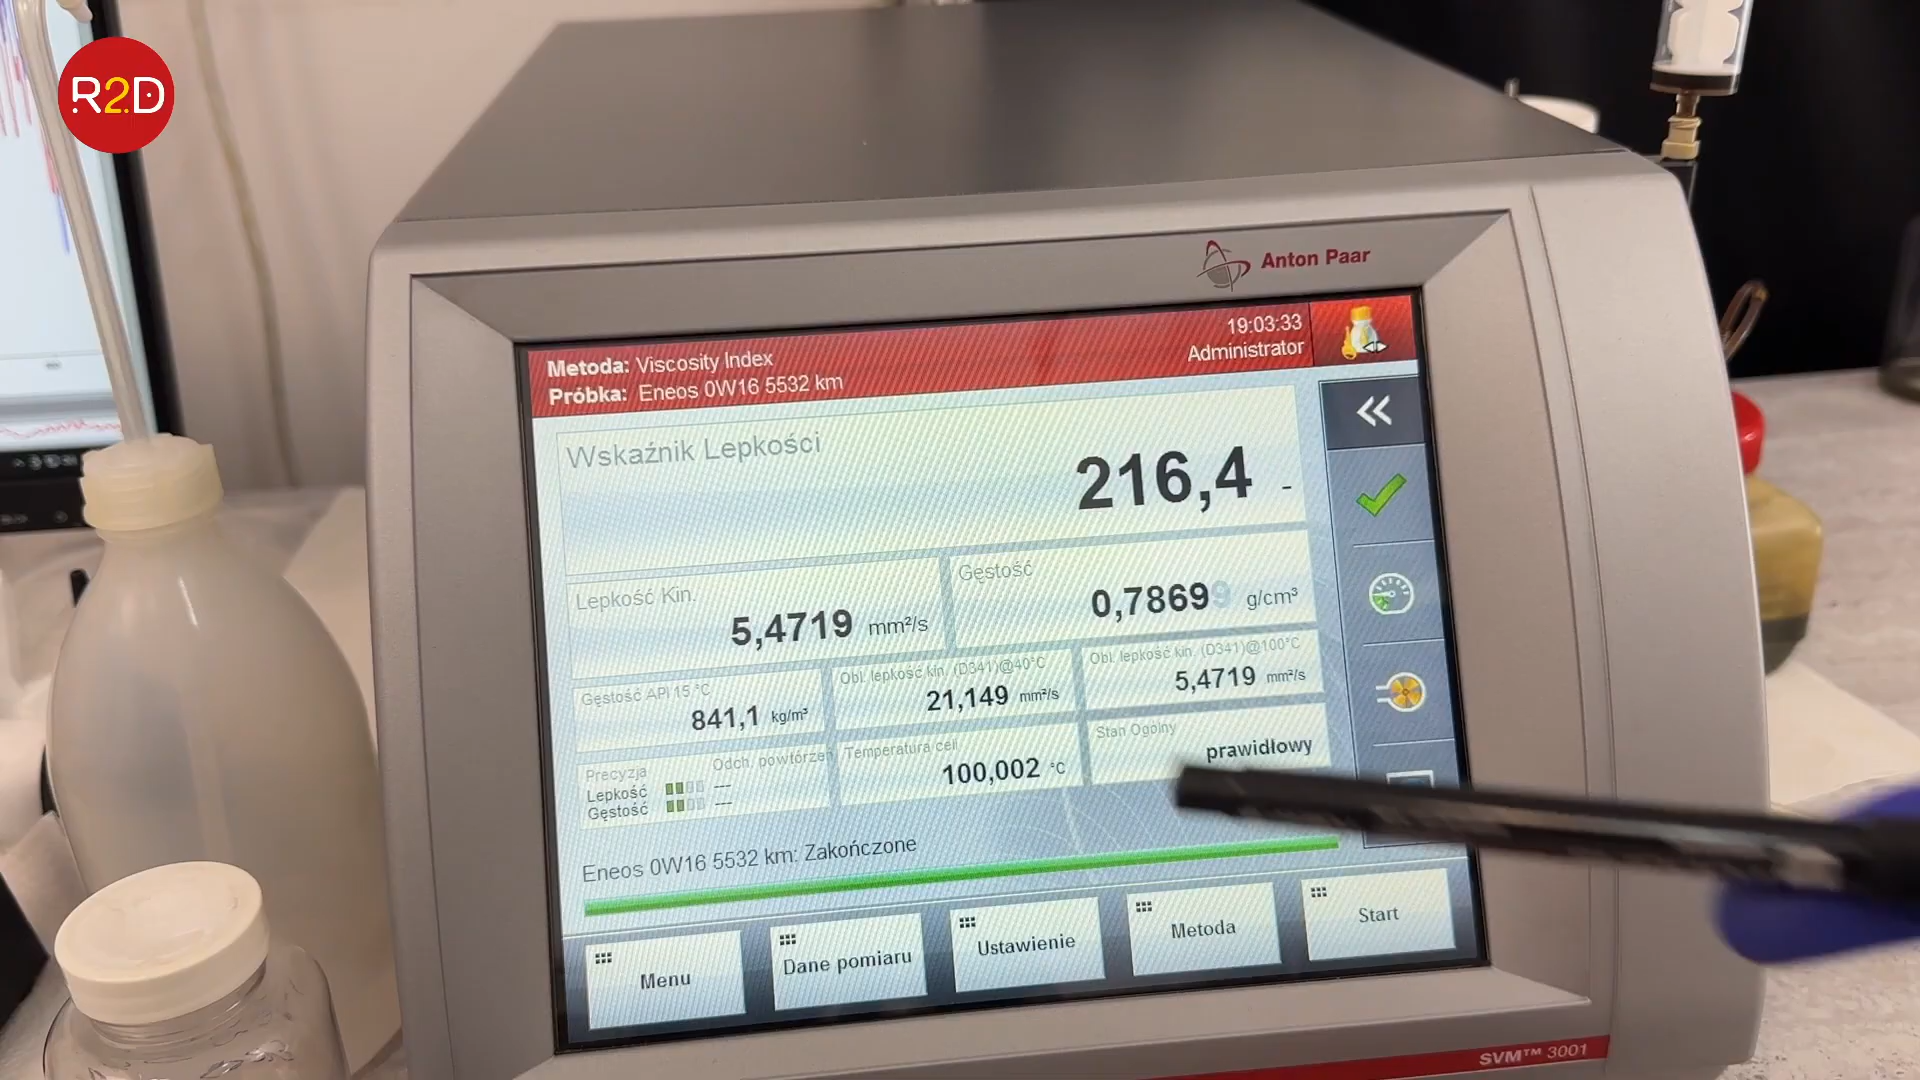 R2D
Anton Paar
19:03:33
Metoda: Viscosity Index
Administrator
Próbka: Eneos 0W16 5532 km
Wskaźnik Lepkości
216,4 -
Lepkość Kin.
5,4719 mm²/s
Gęstość
0,7869 g/cm³
Gęstość API 15 °C
841,1 kg/m³
Obl. lepkość kin. (D341)@40°C
21,149 mm²/s
Obl. lepkość kin. (D341)@100°C
5,4719 mm²/s
Precyzja
Odch. powtórzeń
Lepkość ---
Gęstość ---
Temperatura celi
100,002 °C
Stan Ogólny
prawidłowy
Eneos 0W16 5532 km: Zakończone
Menu
Dane pomiaru
Ustawienie
Metoda
Start
SVM™ 3001